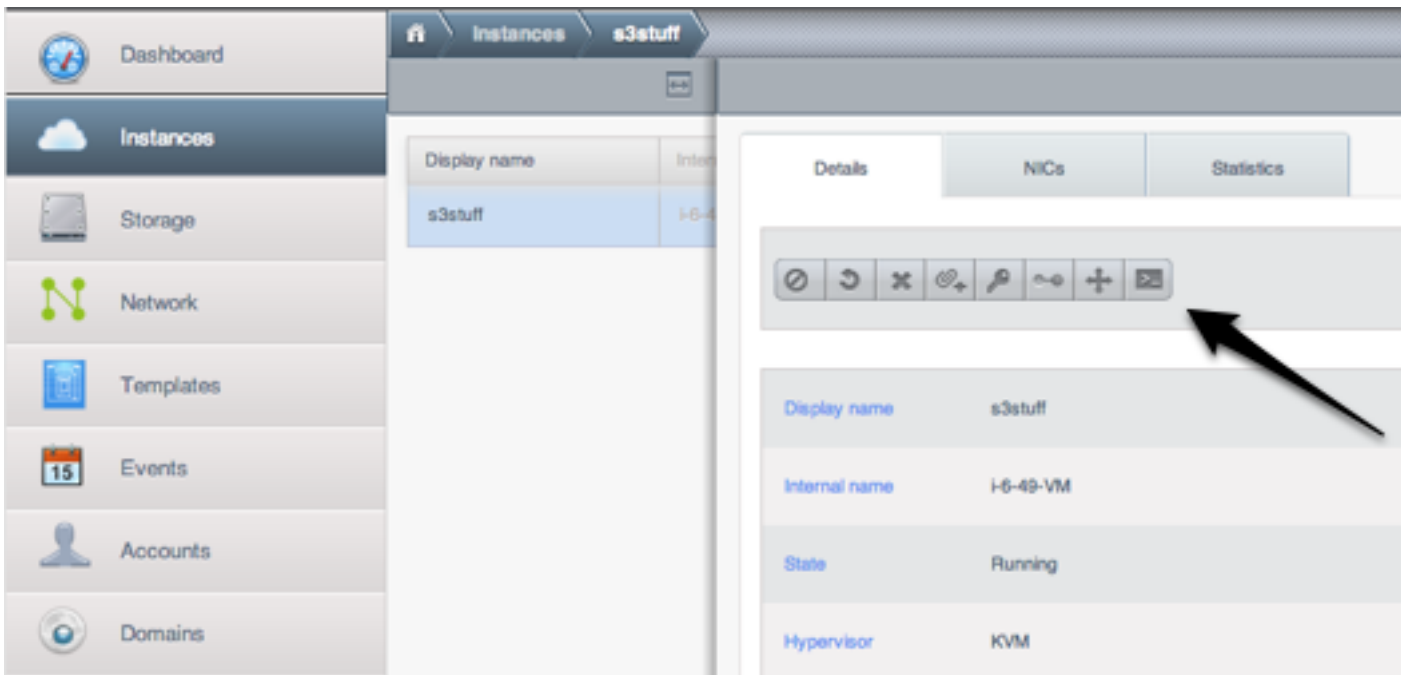 Instances
s3stuff
Dashboard
Instances
Storage
Network
Templates
15
Events
Accounts
Domains
Display name
s3stuff
Details
NICs
Statistics
Display name
s3stuff
Internal name
i-6-49-VM
State
Running
Hypervisor
KVM